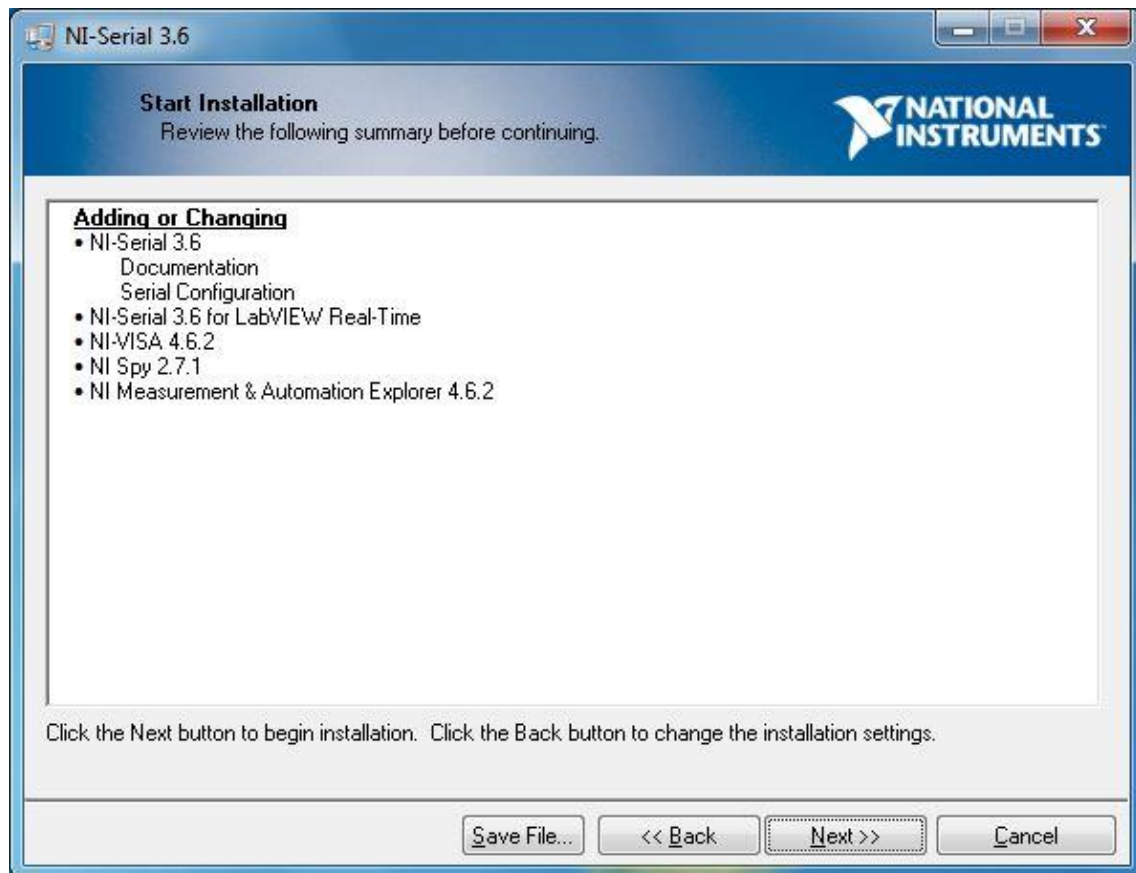 NI-Serial 3.6
Start Installation
Review the following summary before continuing.
NATIONAL
INSTRUMENTS
Adding or Changing
• NI-Serial 3.6
Documentation
Serial Configuration
• NI-Serial 3.6 for LabVIEW Real-Time
• NI-VISA 4.6.2
• NI Spy 2.7.1
• NI Measurement & Automation Explorer 4.6.2
Click the Next button to begin installation. Click the Back button to change the installation settings.
Save File... << Back Next >> Cancel